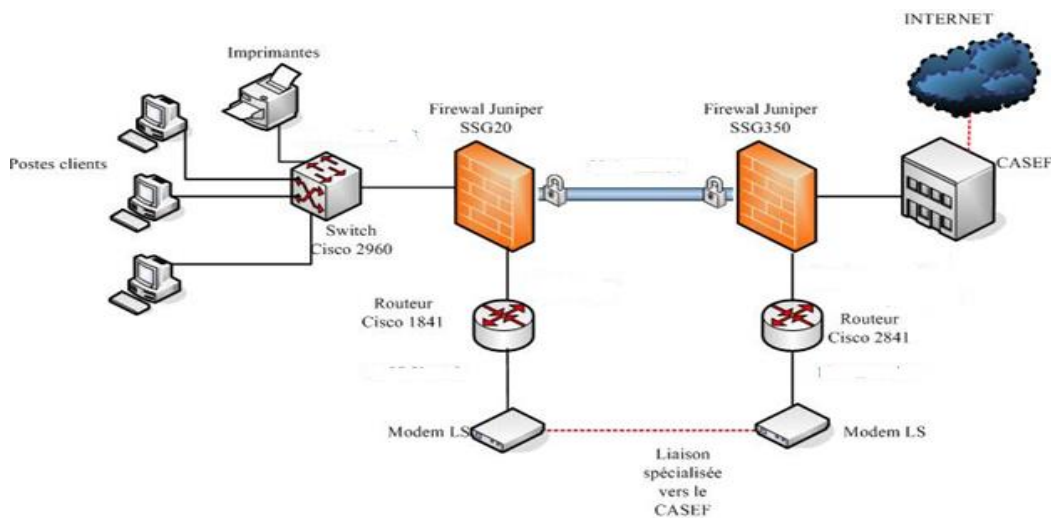 INTERNET
Imprimantes
Firewal Juniper
SSG20
Firewal Juniper
SSG350
Postes clients
CASEF
Switch
Cisco 2960
Routeur
Cisco 1841
Routeur
Cisco 2841
Modem LS
Modem LS
Liaison
spécialisée
vers le
CASEF